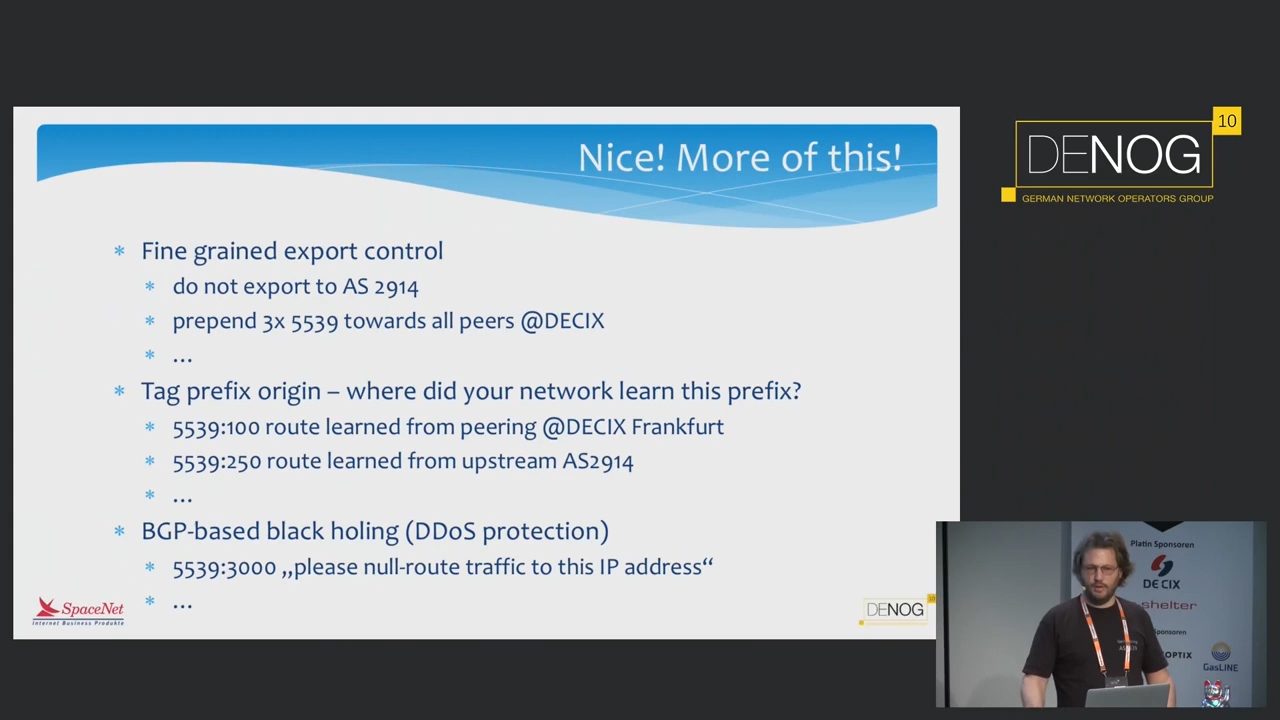 Nice! More of this!
* Fine grained export control
* do not export to AS 2914
* prepend 3x 5539 towards all peers @DECIX
* ...
* Tag prefix origin – where did your network learn this prefix?
* 5539:100 route learned from peering @DECIX Frankfurt
* 5539:250 route learned from upstream AS2914
* ...
* BGP-based black holing (DDoS protection)
* 5539:3000 „please null-route traffic to this IP address“
* ...
SpaceNet
Internet Business Produkte
DENOG
10
DENOG
10
GERMAN NETWORK OPERATORS GROUP
Platin Sponsoren
DE CIX
shelter
Sponsoren
OPTIX
GasLINE